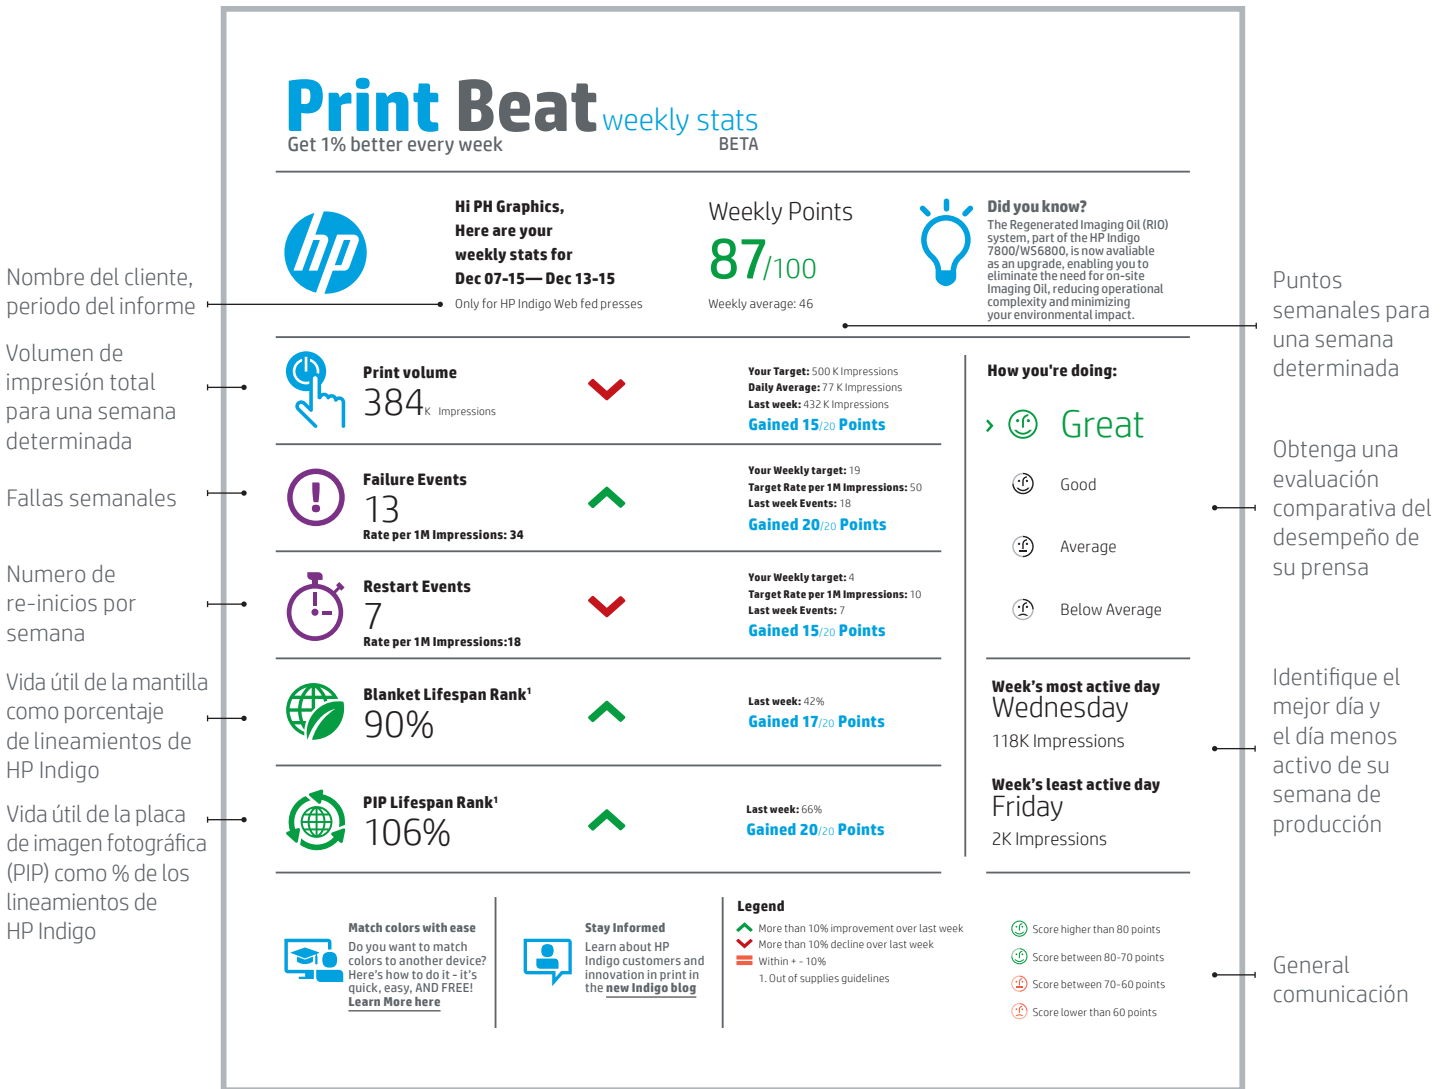 Print Beat weekly stats
Get 1% better every week
BETA
hp
Hi PH Graphics,
Here are your
weekly stats for
Dec 07-15— Dec 13-15
Only for HP Indigo Web fed presses
Weekly Points
87/100
Weekly average: 46
Did you know?
The Regenerated Imaging Oil (RIO)
system, part of the HP Indigo
7800/WS6800, is now avaliable
as an upgrade, enabling you to
eliminate the need for on-site
Imaging Oil, reducing operational
complexity and minimizing
your environmental impact.
Nombre del cliente,
periodo del informe
Puntos
semanales para
una semana
determinada
Volumen de
impresión total
para una semana
determinada
Print volume
384K Impressions
Your Target: 500 K Impressions
Daily Average: 77 K Impressions
Last week: 432 K Impressions
Gained 15/20 Points
Fallas semanales
Failure Events
13
Rate per 1M Impressions: 34
Your Weekly target: 19
Target Rate per 1M Impressions: 50
Last week Events: 18
Gained 20/20 Points
Numero de
re-inicios por
semana
Restart Events
7
Rate per 1M Impressions:18
Your Weekly target: 4
Target Rate per 1M Impressions: 10
Last week Events: 7
Gained 15/20 Points
Vida útil de la mantilla
como porcentaje
de lineamientos de
HP Indigo
Blanket Lifespan Rank¹
90%
Last week: 42%
Gained 17/20 Points
Vida útil de la placa
de imagen fotográfica
(PIP) como % de los
lineamientos de
HP Indigo
PIP Lifespan Rank¹
106%
Last week: 66%
Gained 20/20 Points
How you're doing:
Great
Good
Average
Below Average
Obtenga una
evaluación
comparativa del
desempeño de
su prensa
Week's most active day
Wednesday
118K Impressions
Week's least active day
Friday
2K Impressions
Identifique el
mejor día y
el día menos
activo de su
semana de
producción
Match colors with ease
Do you want to match
colors to another device?
Here's how to do it - it's
quick, easy, AND FREE!
Learn More here
Stay Informed
Learn about HP
Indigo customers and
innovation in print in
the new Indigo blog
Legend
More than 10% improvement over last week
More than 10% decline over last week
Within + - 10%
1. Out of supplies guidelines
Score higher than 80 points
Score between 80-70 points
Score between 70-60 points
Score lower than 60 points
General
comunicación